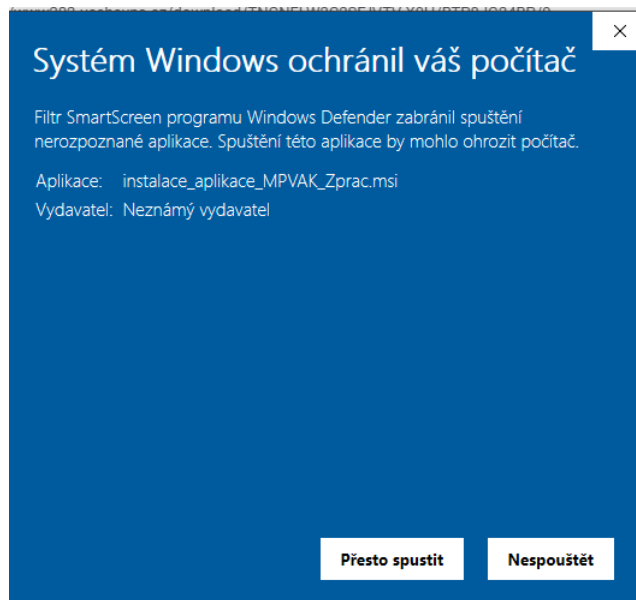 Systém Windows ochránil váš počítač
Filtr SmartScreen programu Windows Defender zabránil spuštění
nerozpoznané aplikace. Spuštění této aplikace by mohlo ohrozit počítač.
Aplikace: instalace_aplikace_MPVAK_Zprac.msi
Vydavatel: Neznámý vydavatel
Přesto spustit
Nespouštět